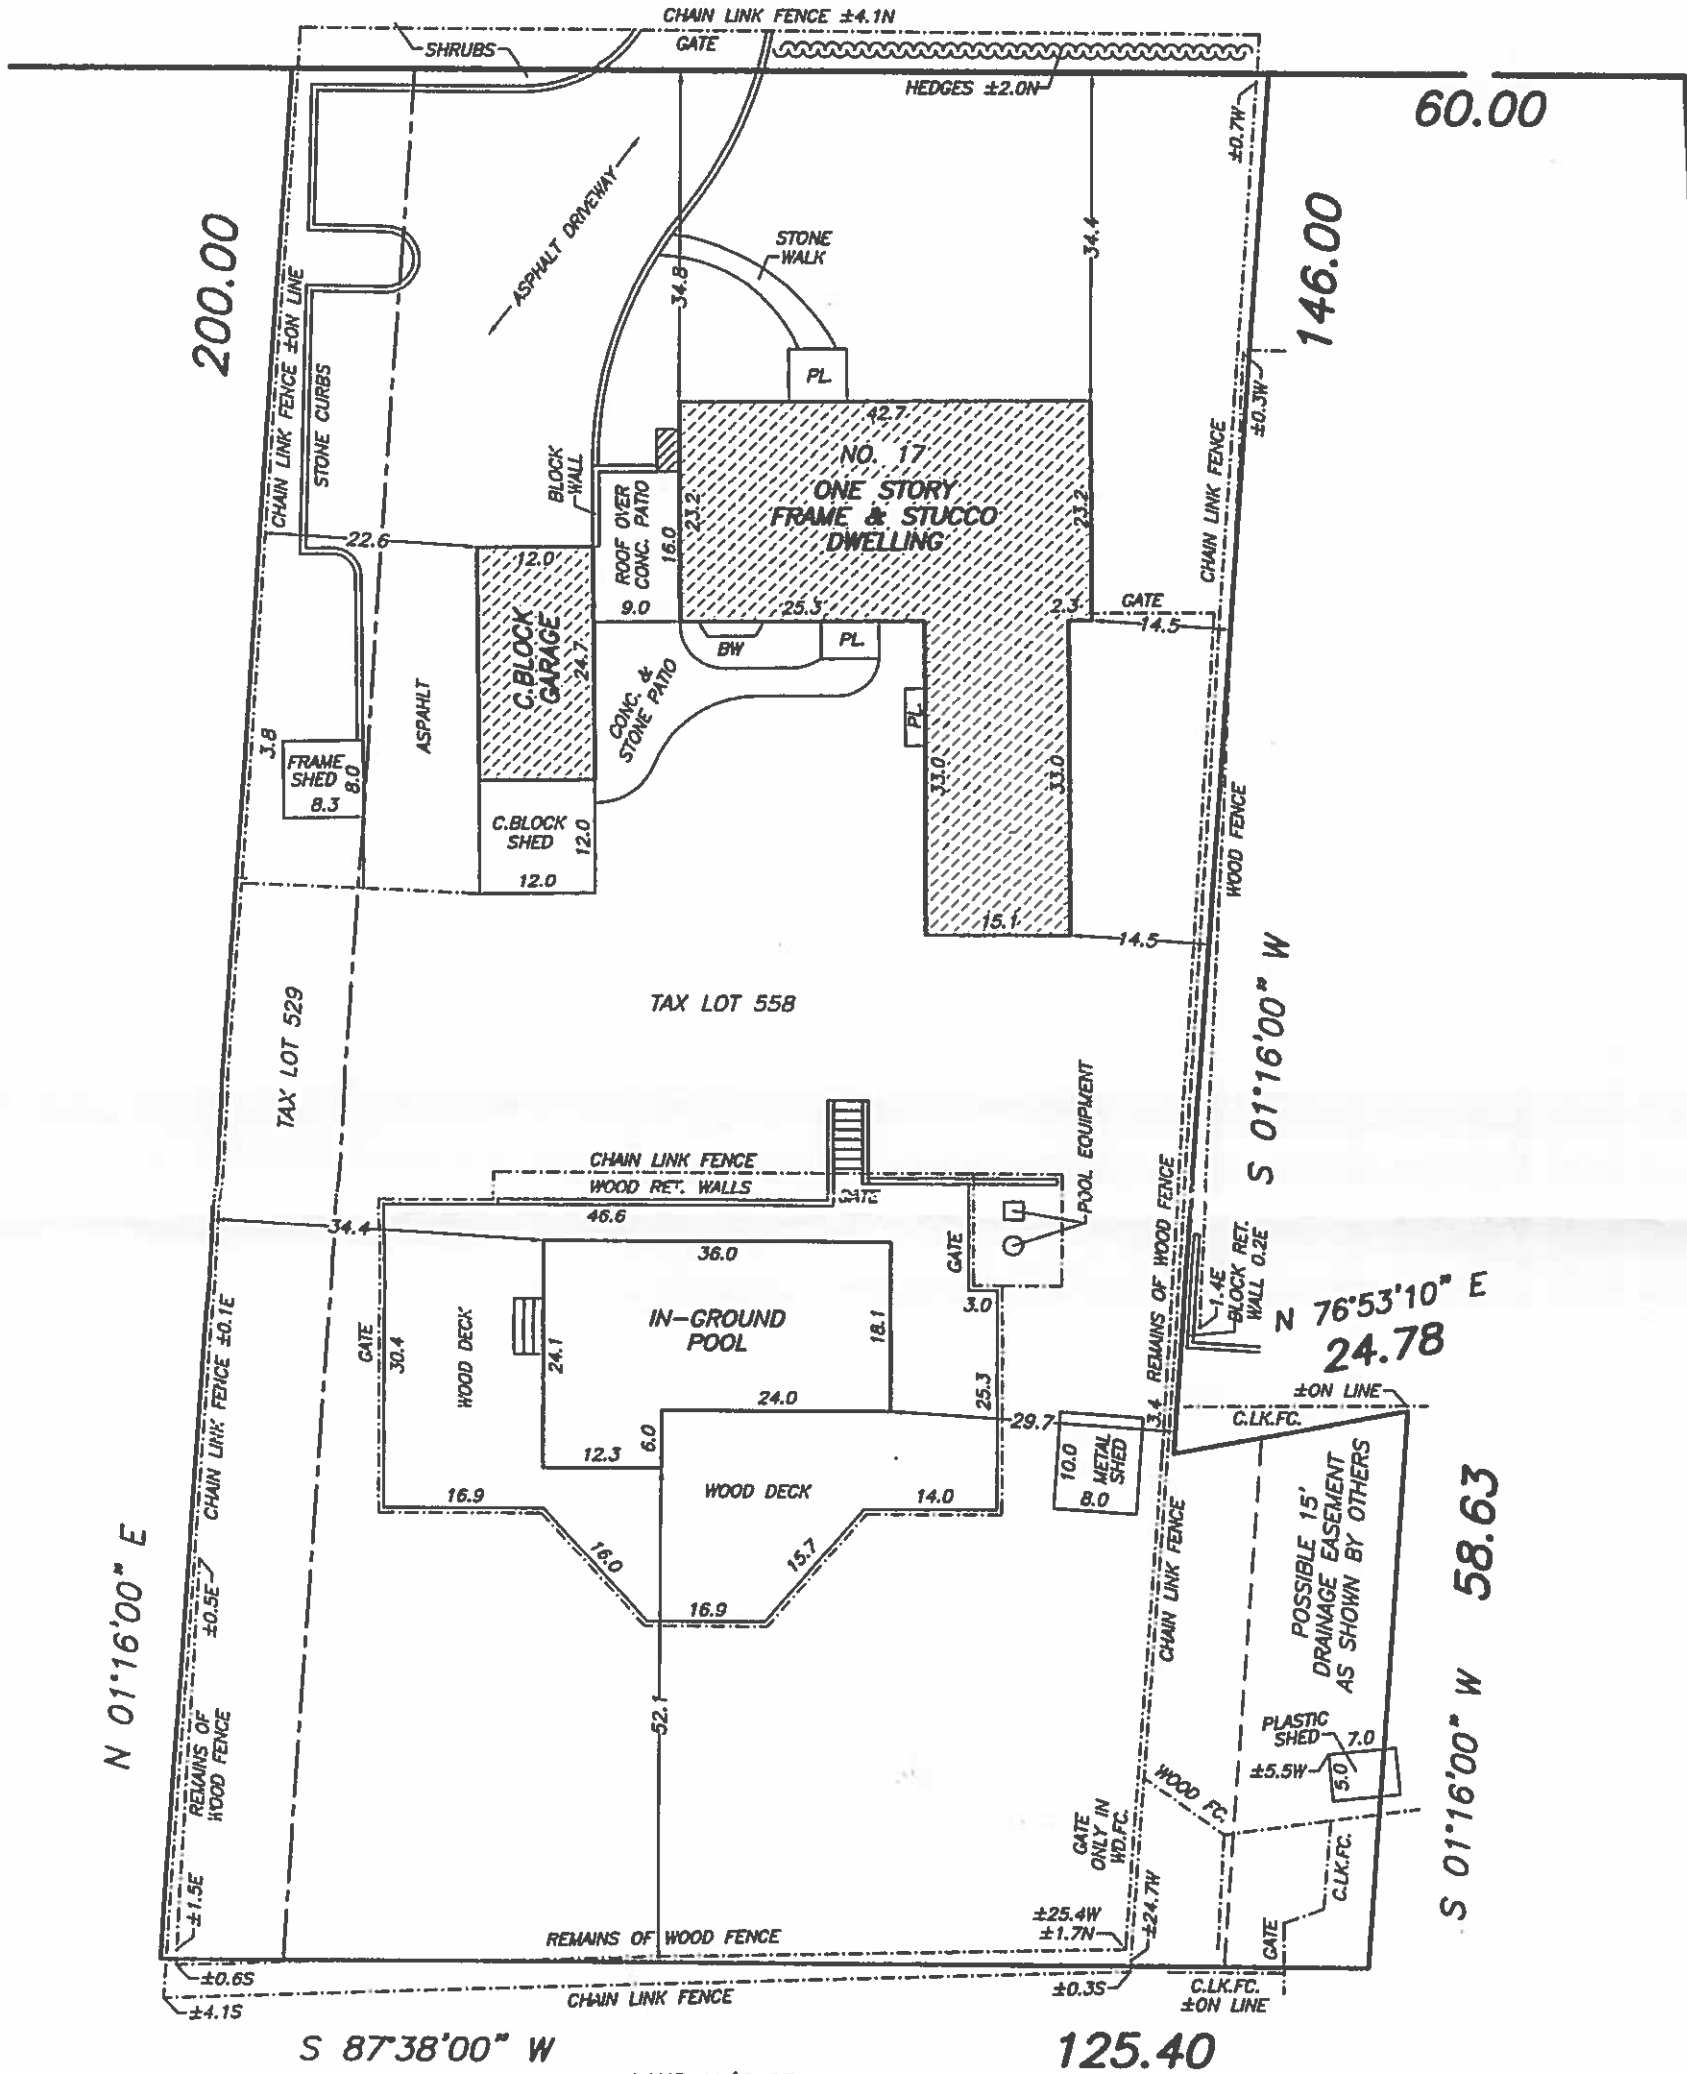 CHAIN LINK FENCE ±4.1N
SHRUBS
GATE
HEDGES ±2.0N
60.00
±0.7W
200.00
ASPHALT DRIVEWAY
STONE
WALK
34.8
34.4
146.00
CHAIN LINK FENCE ±ON LINE
STONE CURBS
PL.
±0.3W
42.7
NO. 17
ONE STORY
FRAME & STUCCO
DWELLING
BLOCK
WALL
ROOF OVER
CONC. PATIO
16.0
23.2
23.2
CHAIN LINK FENCE
22.6
12.0
9.0
25.3
2.3
GATE
14.5
C.BLOCK
GARAGE
24.7
BW
PL.
CONC. &
STONE PATIO
PL.
ASPAHLT
3.8
FRAME
SHED
8.0
8.3
33.0
33.0
WOOD FENCE
C.BLOCK
SHED
12.0
12.0
15.1
14.5
TAX LOT 558
TAX LOT 529
S 01°16'00" W
POOL EQUIPMENT
CHAIN LINK FENCE
WOOD RET. WALLS
GATE
46.6
34.4
36.0
GATE
REMAINS OF WOOD FENCE
1.4E
BLOCK RET.
WALL 0.2E
N 76°53'10" E
24.78
CHAIN LINK FENCE ±0.1E
GATE
30.4
WOOD DECK
24.1
IN-GROUND
POOL
18.1
3.0
25.3
±ON LINE
C.LK.FC.
24.0
29.7
3.4
12.3
6.0
10.0
METAL
SHED
8.0
16.9
WOOD DECK
14.0
16.0
15.7
16.9
CHAIN LINK FENCE
POSSIBLE 15'
DRAINAGE EASEMENT
AS SHOWN BY OTHERS
58.63
N 01°16'00" E
±0.5E
REMAINS OF
WOOD FENCE
52.1
PLASTIC
SHED
7.0
±5.5W
5.0
WOOD FC.
S 01°16'00" W
GATE
ONLY IN
WD.FC.
C.LK.FC.
±1.5E
±25.4W
±1.7N
±24.7W
GATE
REMAINS OF WOOD FENCE
±0.6S
±4.1S
CHAIN LINK FENCE
±0.3S
C.LK.FC.
±ON LINE
S 87°38'00" W
125.40